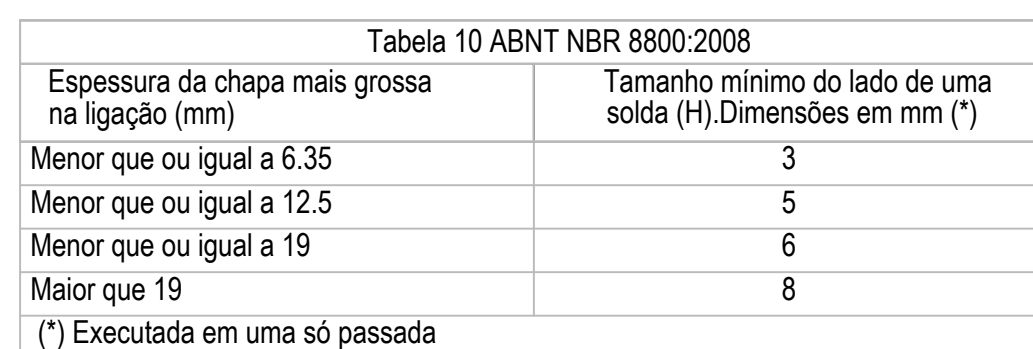 Tabela 10 ABNT NBR 8800:2008
Espessura da chapa mais grossa
na ligação (mm)
Tamanho mínimo do lado de uma
solda (H).Dimensões em mm (*)
Menor que ou igual a 6.35 3
Menor que ou igual a 12.5 5
Menor que ou igual a 19 6
Maior que 19 8
(*) Executada em uma só passada